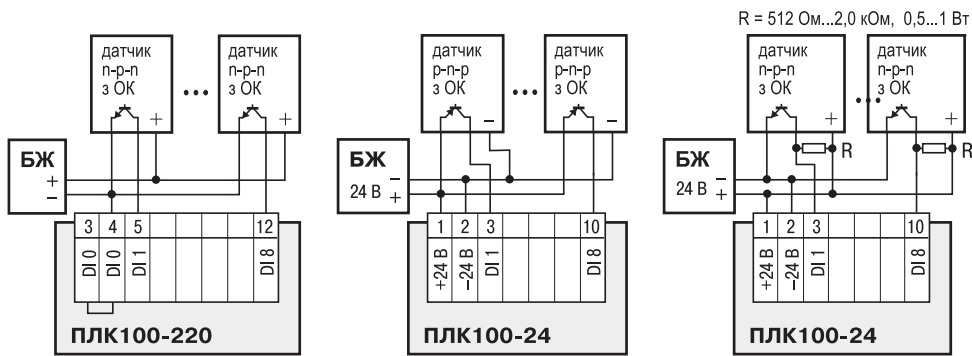 R = 512 Ом...2,0 кОм, 0,5...1 Вт
датчик
n-p-n
з ОК
+
...
датчик
n-p-n
з ОК
+
БЖ
+
–
3
4
5
12
DI 0
DI 0
DI 1
DI 8
ПЛК100-220
датчик
p-n-p
з ОК
–
...
датчик
p-n-p
з ОК
–
БЖ
–
24 В +
1
2
3
10
+24 В
–24 В
DI 1
DI 8
ПЛК100-24
датчик
n-p-n
з ОК
+
...
датчик
n-p-n
з ОК
+
R
R
БЖ
–
24 В +
1
2
3
10
+24 В
–24 В
DI 1
DI 8
ПЛК100-24